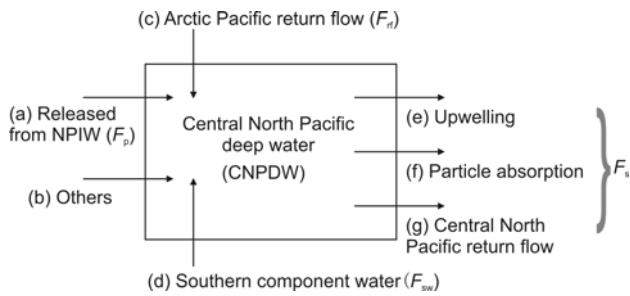 (c) Arctic Pacific return flow (Frf)
(a) Released
from NPIW (Fp)
(b) Others
Central North Pacific
deep water
(CNPDW)
(e) Upwelling
(f) Particle absorption
(g) Central North
Pacific return flow
Fs
(d) Southern component water (Fsw)